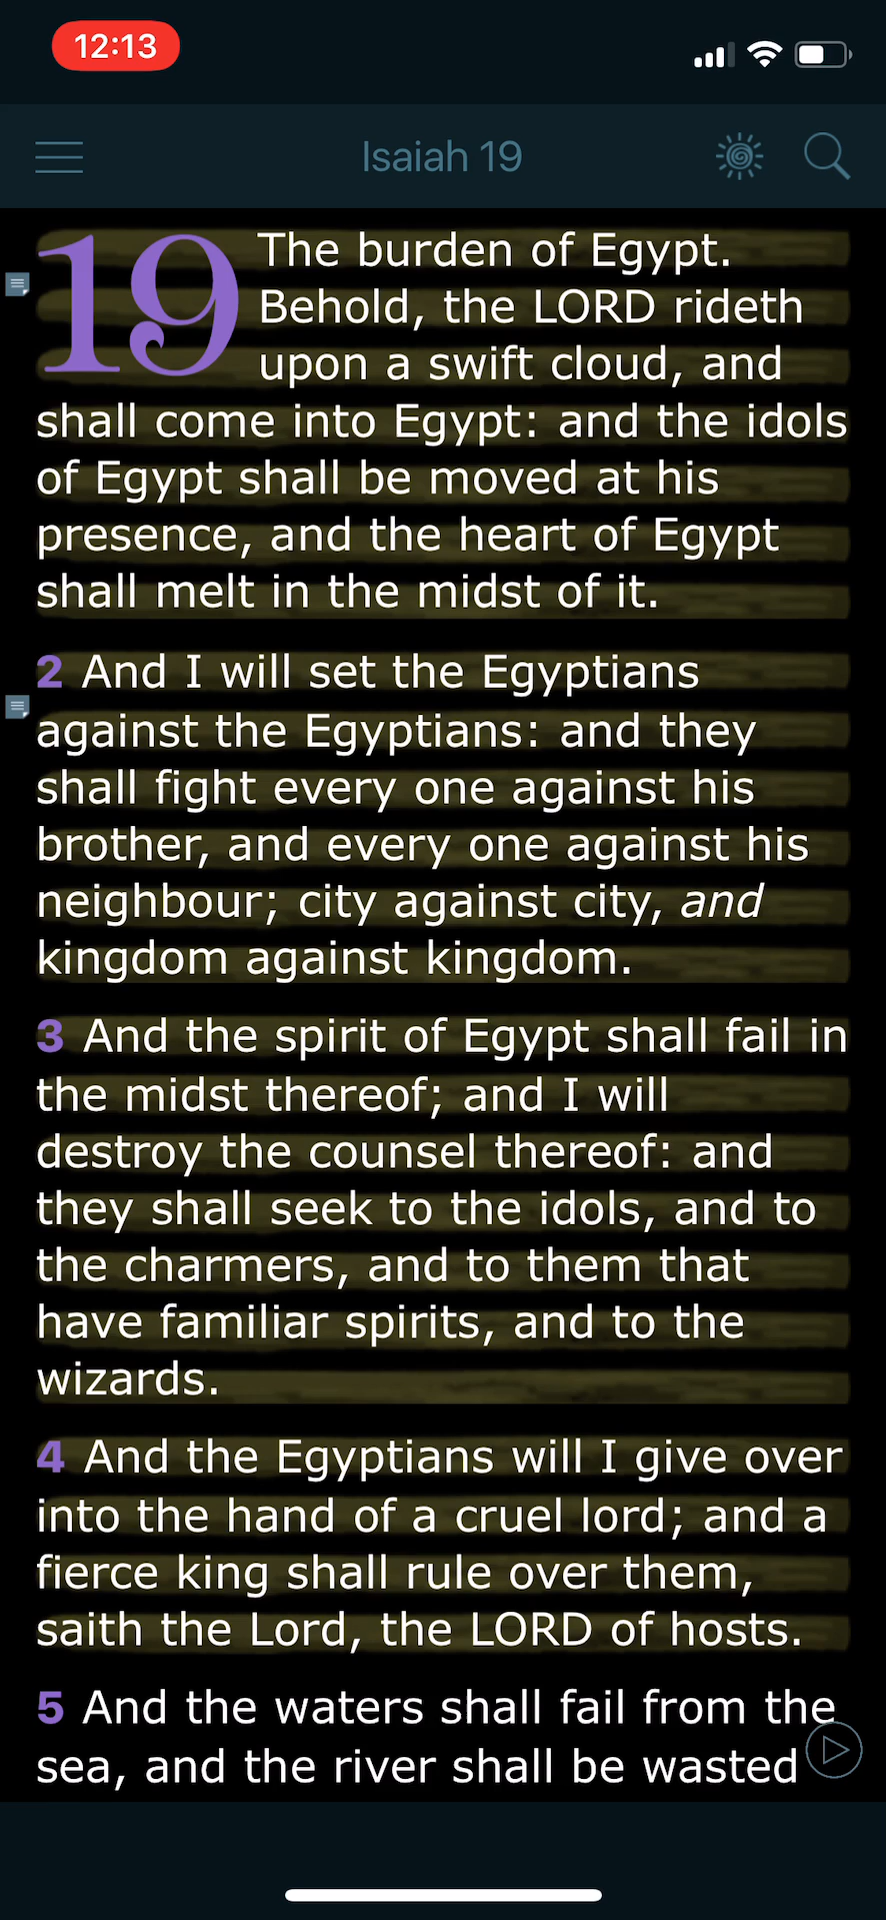 12:13
Isaiah 19
19 The burden of Egypt.
Behold, the LORD rideth
upon a swift cloud, and
shall come into Egypt: and the idols
of Egypt shall be moved at his
presence, and the heart of Egypt
shall melt in the midst of it.
2 And I will set the Egyptians
against the Egyptians: and they
shall fight every one against his
brother, and every one against his
neighbour; city against city, and
kingdom against kingdom.
3 And the spirit of Egypt shall fail in
the midst thereof; and I will
destroy the counsel thereof: and
they shall seek to the idols, and to
the charmers, and to them that
have familiar spirits, and to the
wizards.
4 And the Egyptians will I give over
into the hand of a cruel lord; and a
fierce king shall rule over them,
saith the Lord, the LORD of hosts.
5 And the waters shall fail from the
sea, and the river shall be wasted